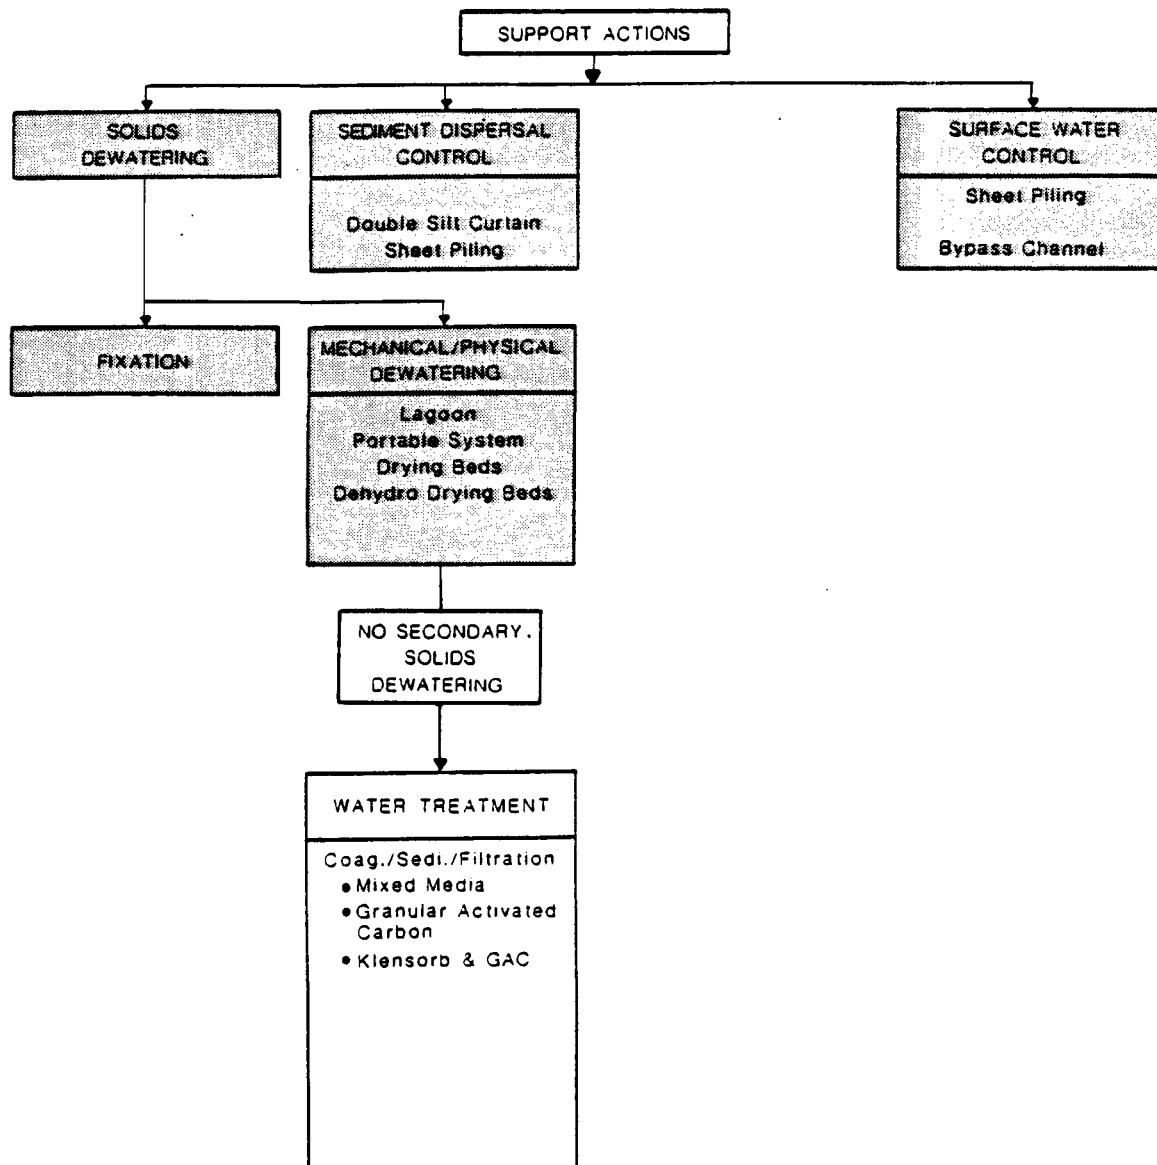 SUPPORT ACTIONS
SOLIDS
DEWATERING
SEDIMENT DISPERSAL
CONTROL
Double Silt Curtain
Sheet Piling
SURFACE WATER
CONTROL
Sheet Piling
Bypass Channel
FIXATION
MECHANICAL/PHYSICAL
DEWATERING
Lagoon
Portable System
Drying Beds
Dehydro Drying Beds
NO SECONDARY.
SOLIDS
DEWATERING
WATER TREATMENT
Coag./Sedi./Filtration
• Mixed Media
• Granular Activated
Carbon
• Klensorb & GAC